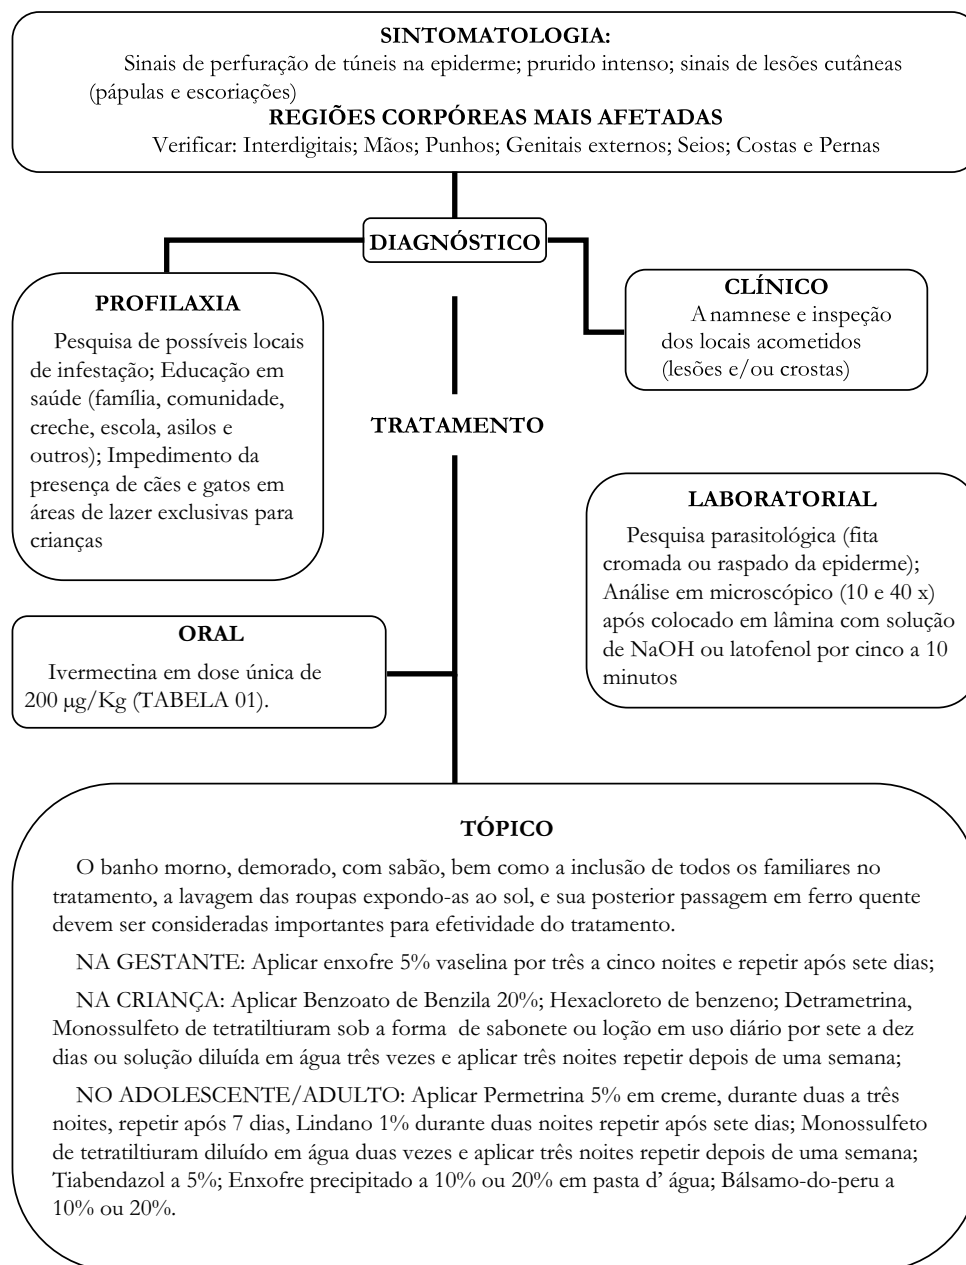 SINTOMATOLOGIA:
Sinais de perfuração de túneis na epiderme; prurido intenso; sinais de lesões cutâneas
(pápulas e escoriações)
REGIÕES CORPÓREAS MAIS AFETADAS
Verificar: Interdigitais; Mãos; Punhos; Genitais externos; Seios; Costas e Pernas
DIAGNÓSTICO
PROFILAXIA
Pesquisa de possíveis locais
de infestação; Educação em
saúde (família, comunidade,
creche, escola, asilos e
outros); Impedimento da
presença de cães e gatos em
áreas de lazer exclusivas para
crianças
CLÍNICO
A namnese e inspeção
dos locais acometidos
(lesões e/ou crostas)
TRATAMENTO
LABORATORIAL
Pesquisa parasitológica (fita
cromada ou raspado da epiderme);
Análise em microscópico (10 e 40 x)
após colocado em lâmina com solução
de NaOH ou latofenol por cinco a 10
minutos
ORAL
Ivermectina em dose única de
200 µg/Kg (TABELA 01).
TÓPICO
O banho morno, demorado, com sabão, bem como a inclusão de todos os familiares no
tratamento, a lavagem das roupas expondo-as ao sol, e sua posterior passagem em ferro quente
devem ser consideradas importantes para efetividade do tratamento.
NA GESTANTE: Aplicar enxofre 5% vaselina por três a cinco noites e repetir após sete dias;
NA CRIANÇA: Aplicar Benzoato de Benzila 20%; Hexacloreto de benzeno; Detrametrina,
Monossulfeto de tetratiltiuram sob a forma de sabonete ou loção em uso diário por sete a dez
dias ou solução diluída em água três vezes e aplicar três noites repetir depois de uma semana;
NO ADOLESCENTE/ADULTO: Aplicar Permetrina 5% em creme, durante duas a três
noites, repetir após 7 dias, Lindano 1% durante duas noites repetir após sete dias; Monossulfeto
de tetratiltiuram diluído em água duas vezes e aplicar três noites repetir depois de uma semana;
Tiabendazol a 5%; Enxofre precipitado a 10% ou 20% em pasta d' água; Bálsamo-do-peru a
10% ou 20%.